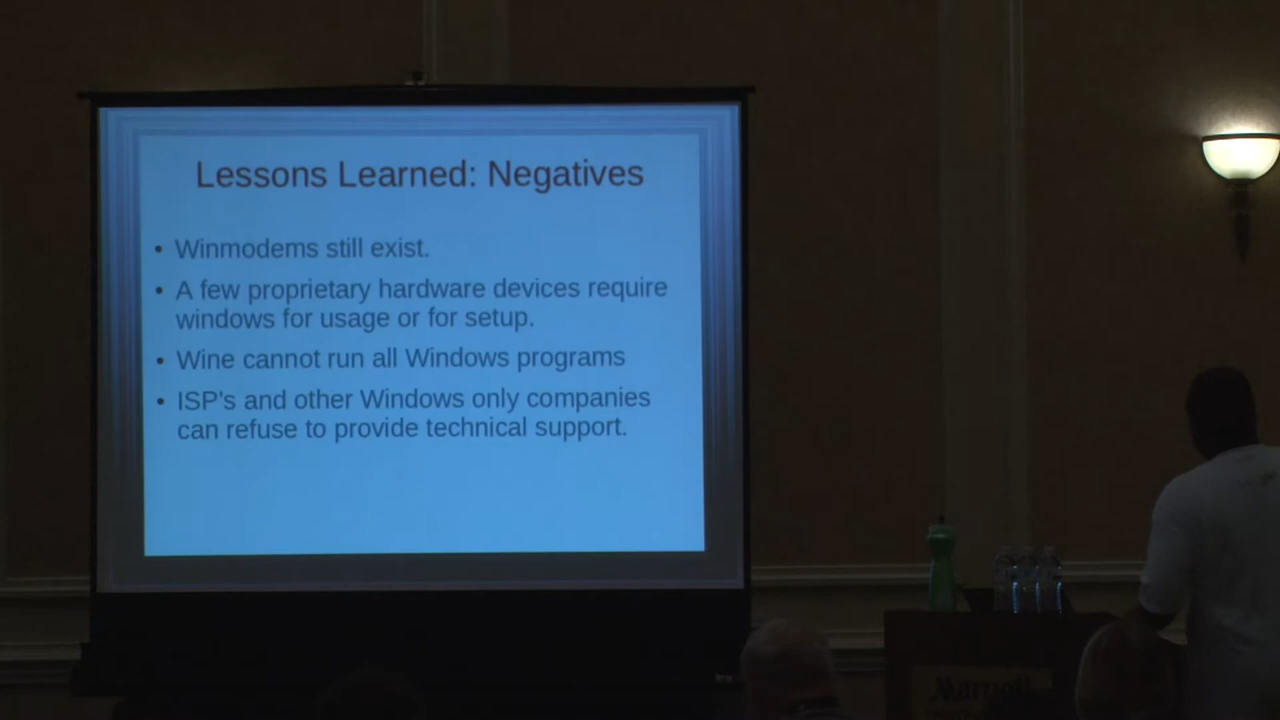 Lessons Learned: Negatives
• Winmodems still exist.
• A few proprietary hardware devices require
windows for usage or for setup.
• Wine cannot run all Windows programs
• ISP's and other Windows only companies
can refuse to provide technical support.
Marriott